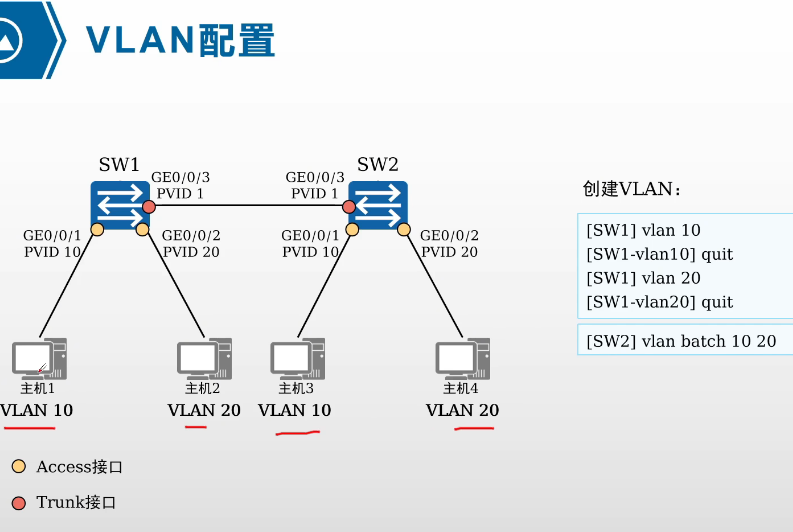 VLAN配置
SW1
SW2
GE0/0/3
PVID 1
GE0/0/3
PVID 1
GE0/0/1
PVID 10
GE0/0/2
PVID 20
GE0/0/1
PVID 10
GE0/0/2
PVID 20
主机1
VLAN 10
主机2
VLAN 20
主机3
VLAN 10
主机4
VLAN 20
Access接口
Trunk接口
创建VLAN：
[SW1] vlan 10
[SW1-vlan10] quit
[SW1] vlan 20
[SW1-vlan20] quit
[SW2] vlan batch 10 20